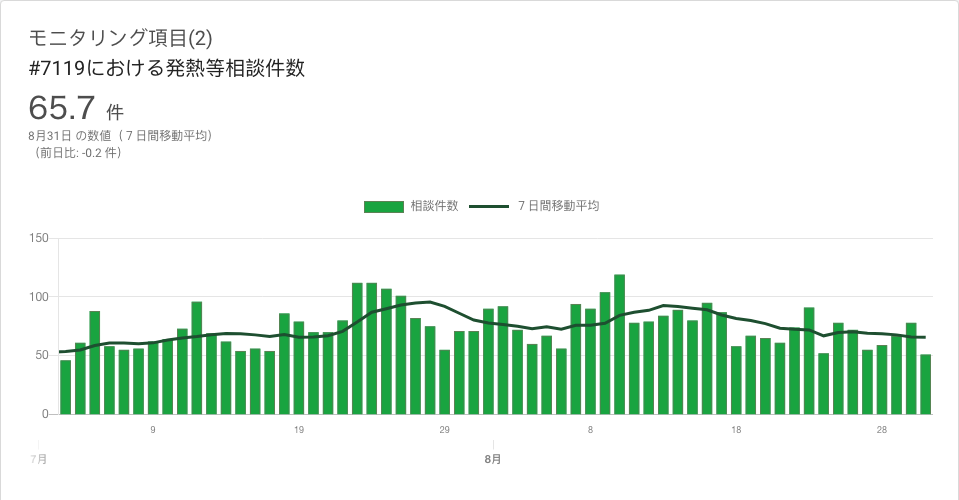 モニタリング項目(2)
#7119における発熱等相談件数
65.7 件
8月31日 の数値（７日間移動平均）
（前日比: -0.2 件）
相談件数 ７日間移動平均
150
100
50
0
9 19 29 8 18 28
7月 8月